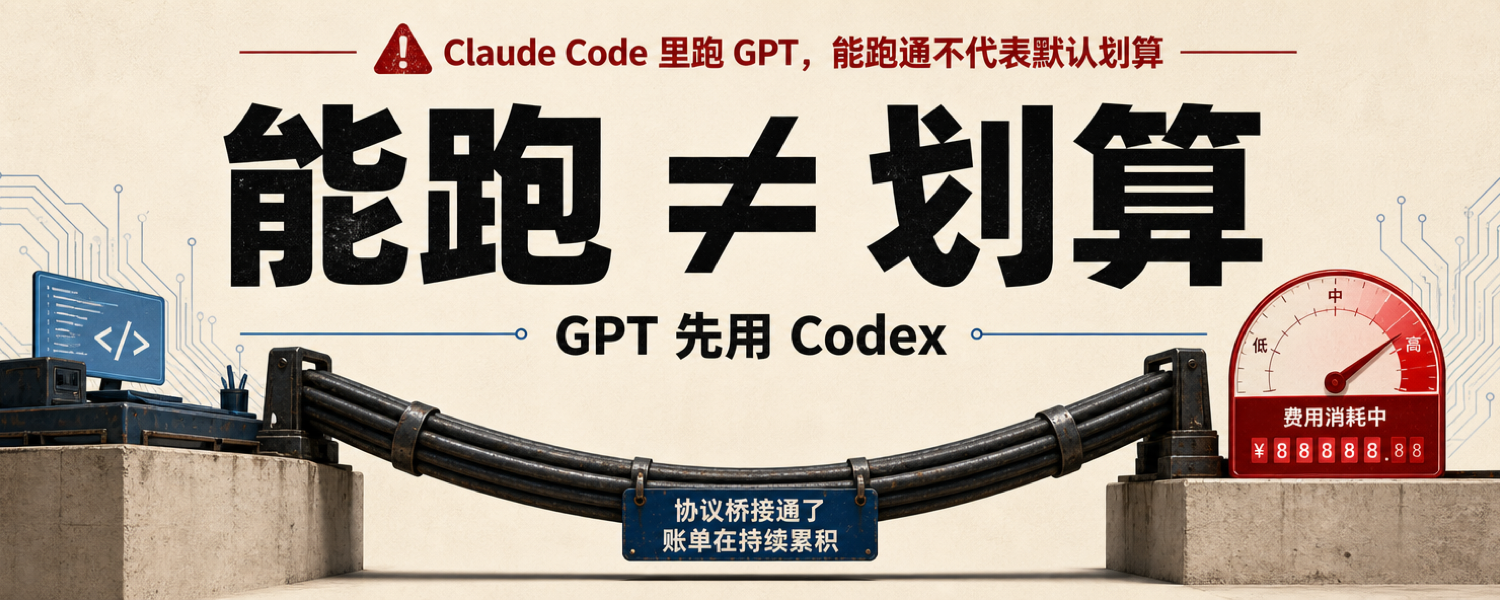 Claude Code 里跑 GPT，能跑通不代表默认划算
能跑 ≠ 划算
GPT 先用 Codex
</>
中
低
高
费用消耗中
¥88888.88
协议桥接通了
账单在持续累积